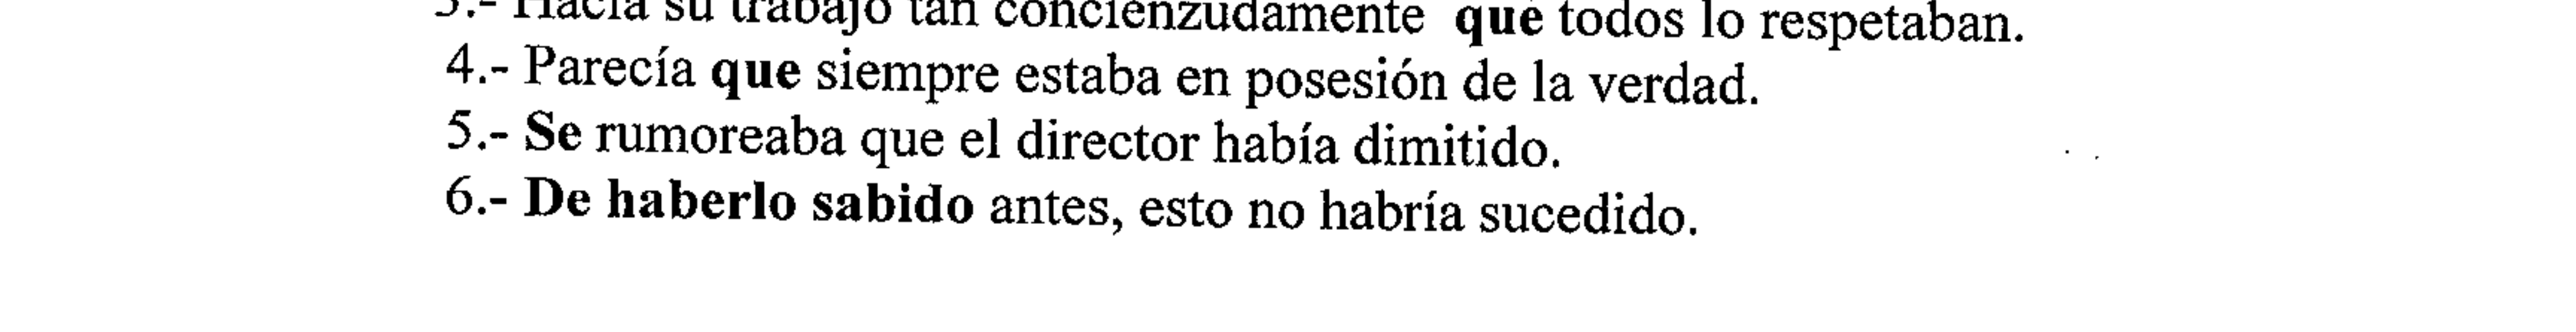 3.- Hacía su trabajo tan concienzudamente que todos lo respetaban.
4.- Parecía que siempre estaba en posesión de la verdad.
5.- Se rumoreaba que el director había dimitido.
6.- De haberlo sabido antes, esto no habría sucedido.